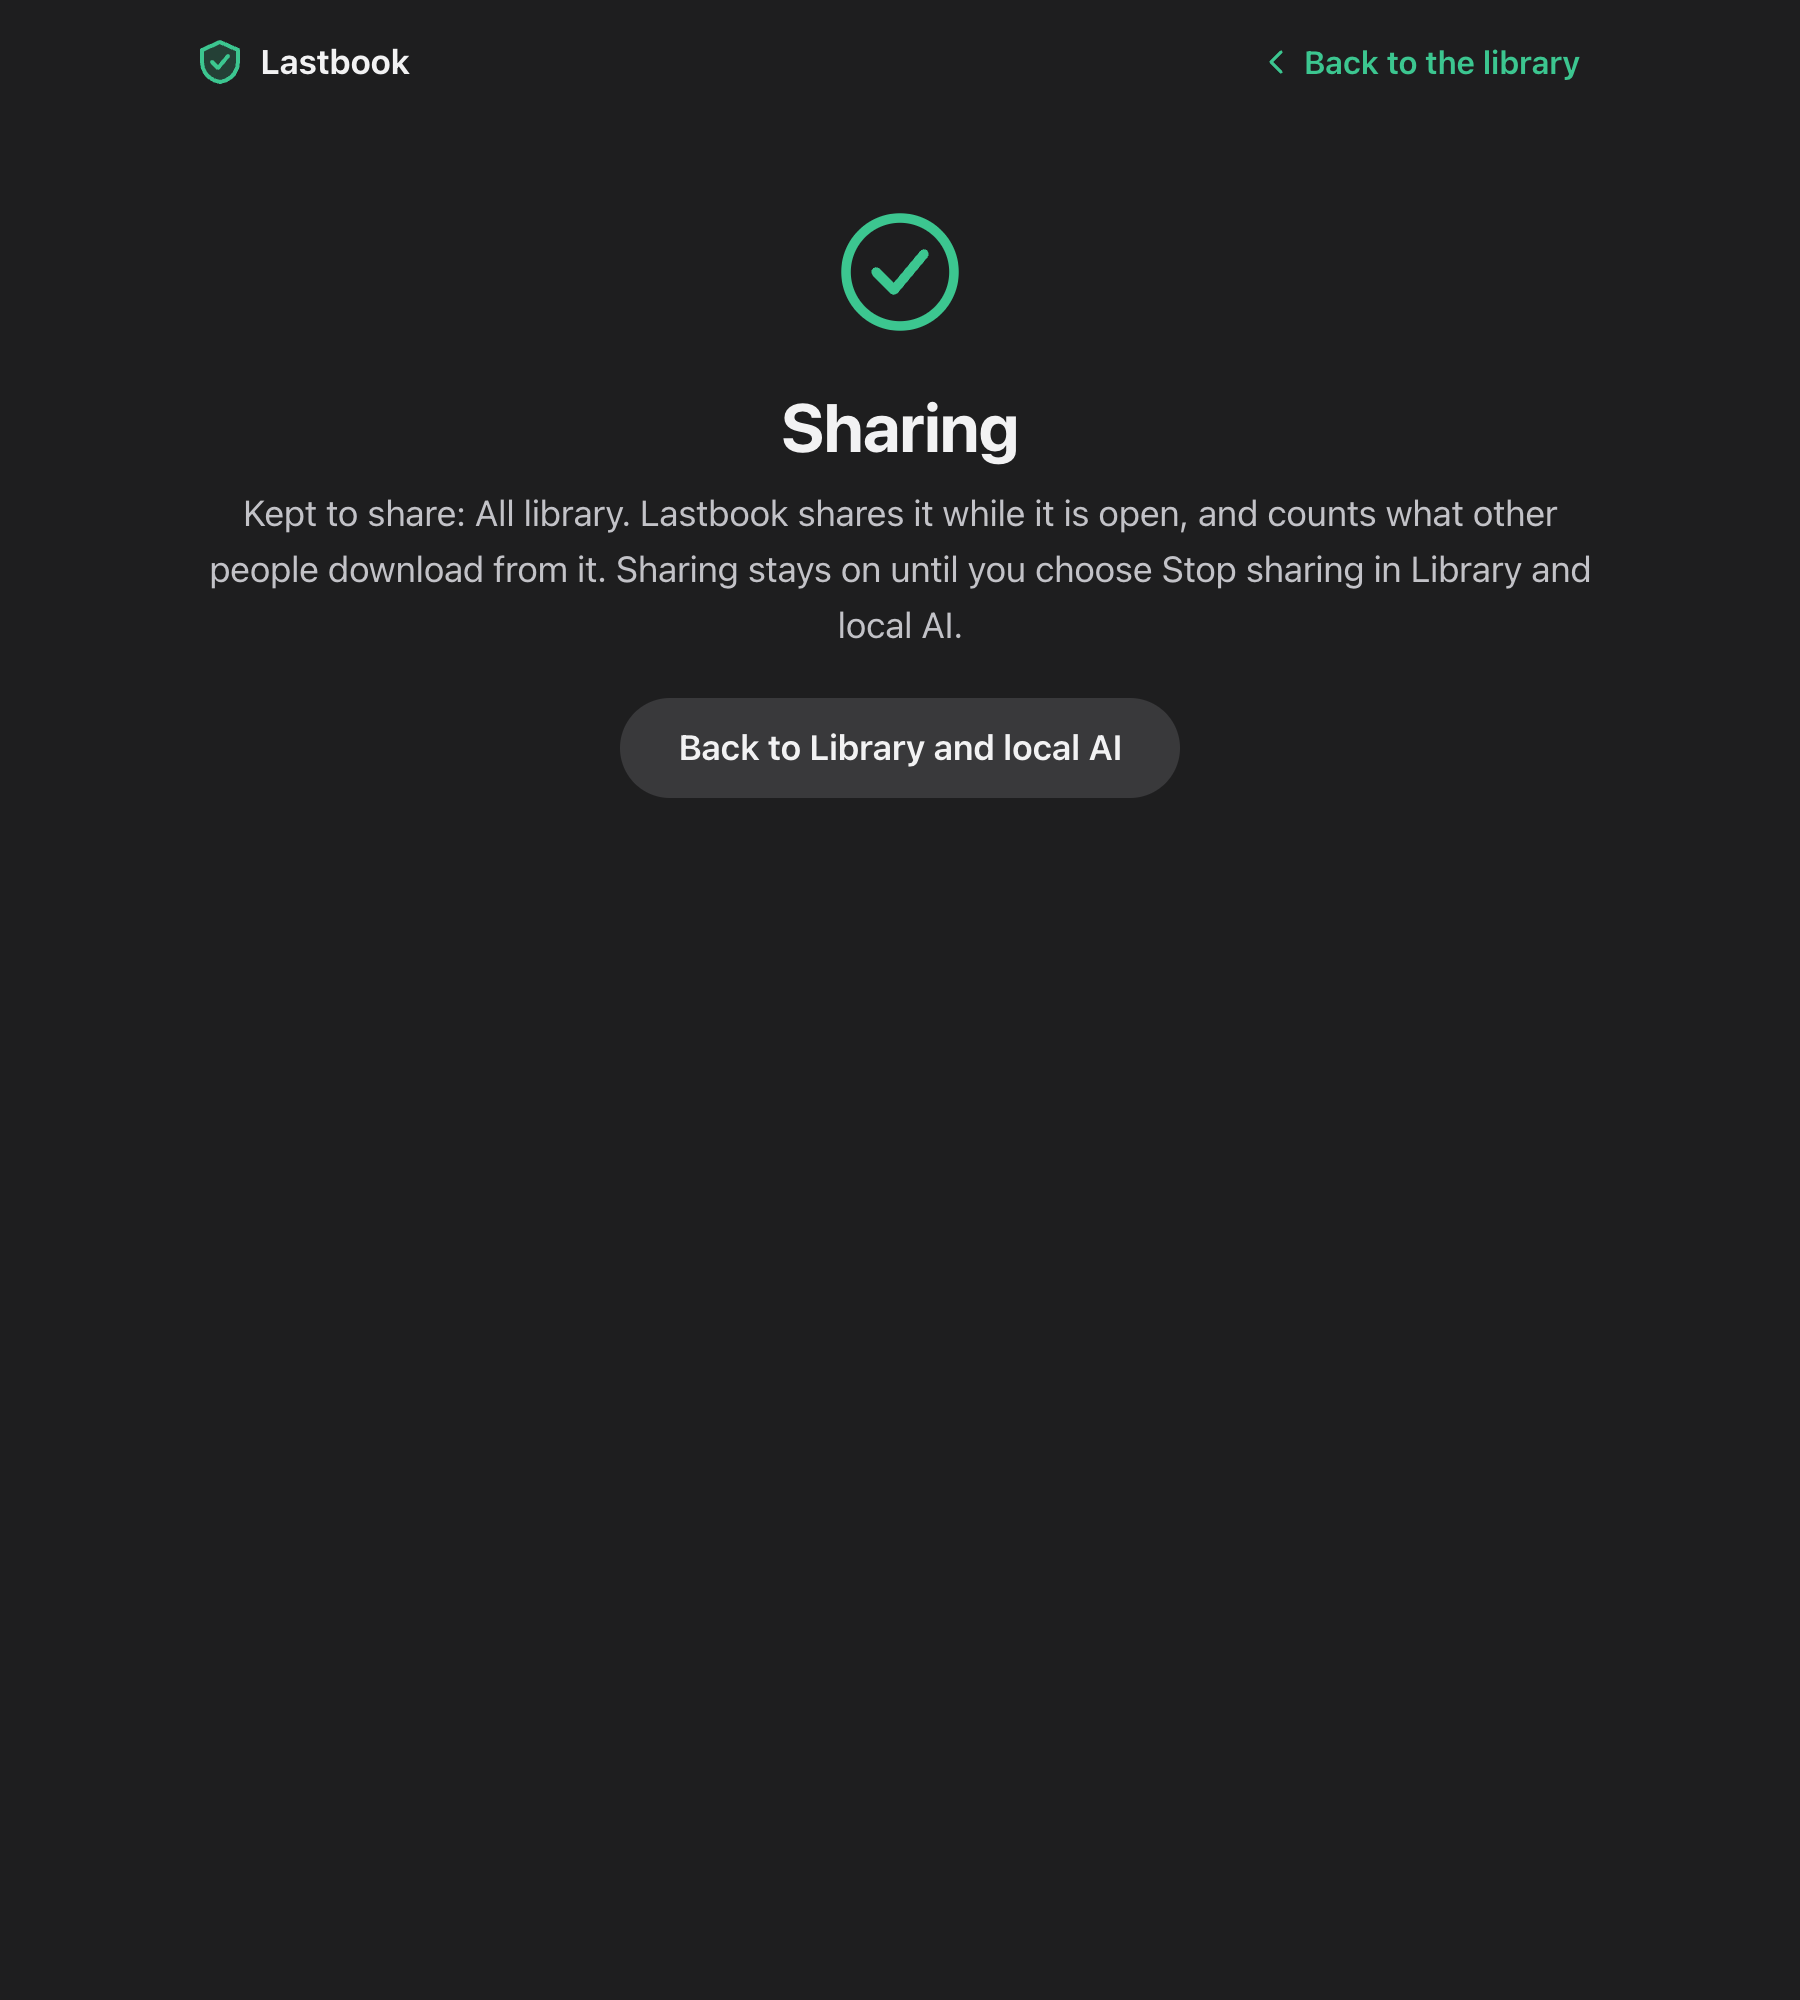 Lastbook
Back to the library
Sharing
Kept to share: All library. Lastbook shares it while it is open, and counts what other
people download from it. Sharing stays on until you choose Stop sharing in Library and
local AI.
Back to Library and local AI